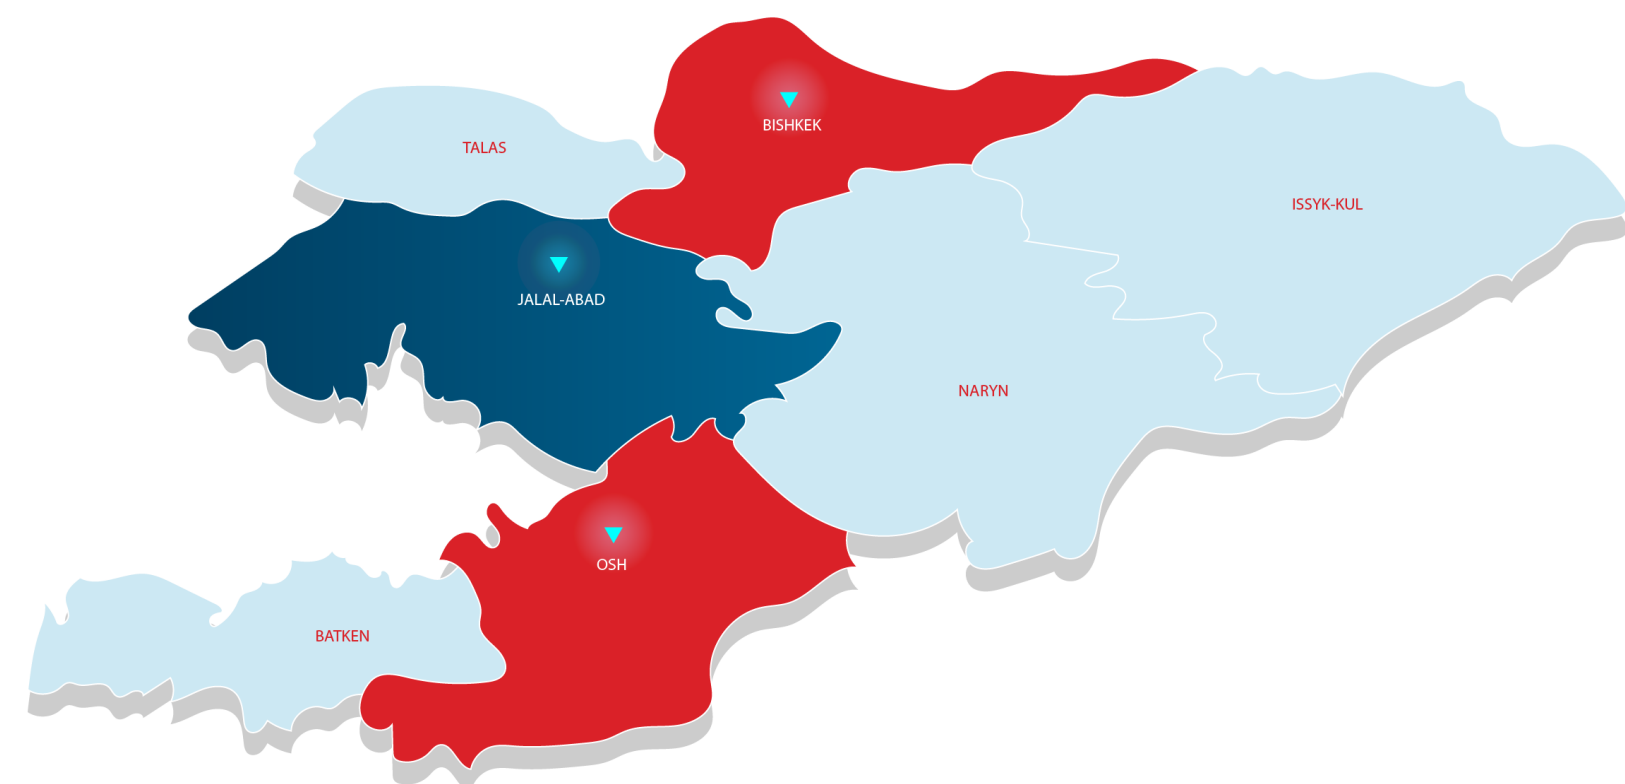 BISHKEK
TALAS
ISSYK-KUL
JALAL-ABAD
NARYN
OSH
BATKEN